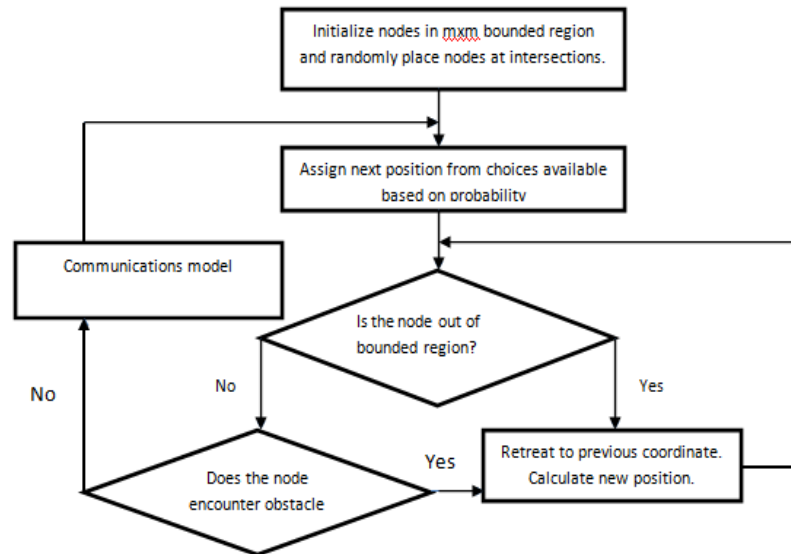 Initialize nodes in mxm bounded region
and randomly place nodes at intersections.
Assign next position from choices available
based on probability
Communications model
Is the node out of
bounded region?
No
No
Yes
Does the node
encounter obstacle
Yes
Retreat to previous coordinate.
Calculate new position.